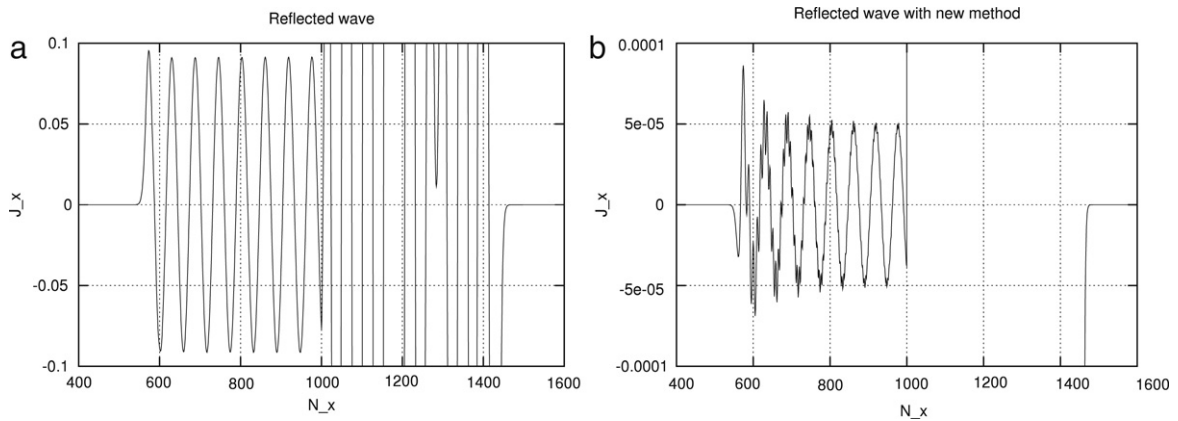 a
Reflected wave
0.1
0.05
0
-0.05
-0.1
J_x
400 600 800 1000 1200 1400 1600
N_x
b
Reflected wave with new method
0.0001
5e-05
0
-5e-05
-0.0001
J_x
400 600 800 1000 1200 1400 1600
N_x